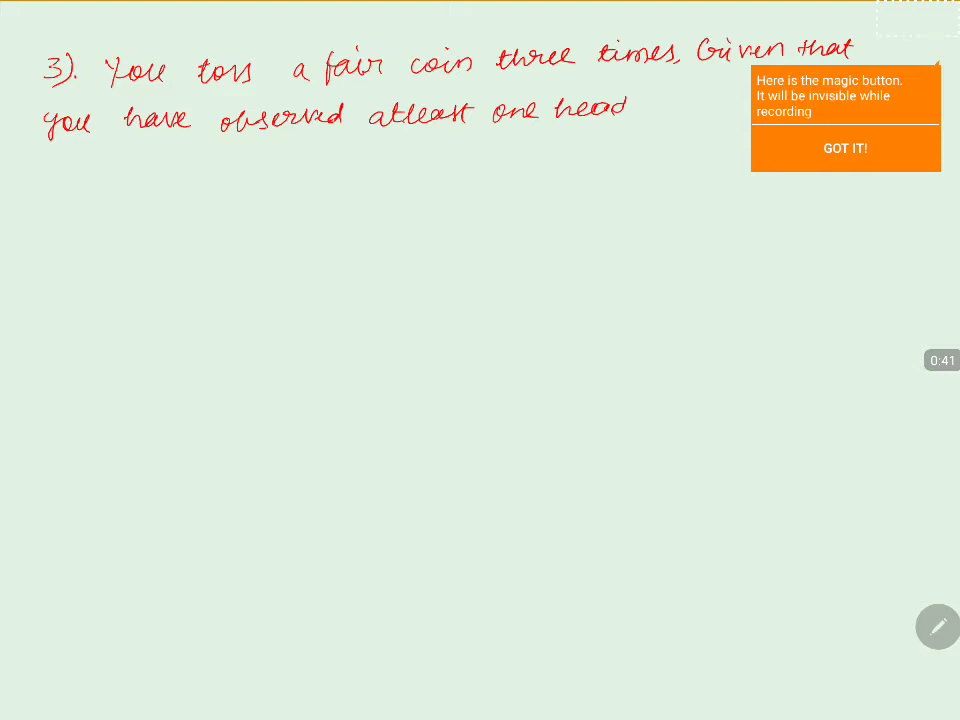 3). You toss a fair coin three times, Given that
you have observed atleast one head
Here is the magic button.
It will be invisible while
recording
GOT IT!
0:41